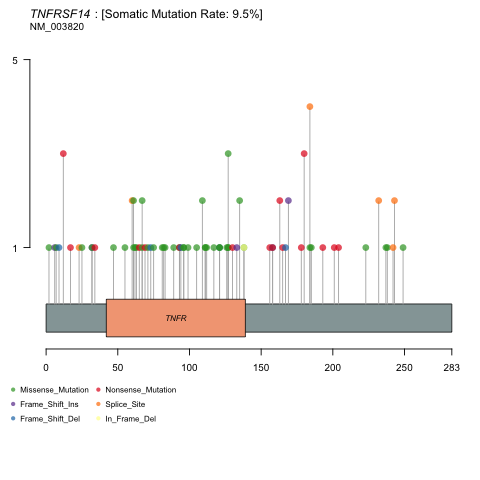 TNFRSF14 : [Somatic Mutation Rate: 9.5%]
NM_003820
5
1
TNFR
0 50 100 150 200 250 283
Missense_Mutation Nonsense_Mutation
Frame_Shift_Ins Splice_Site
Frame_Shift_Del In_Frame_Del